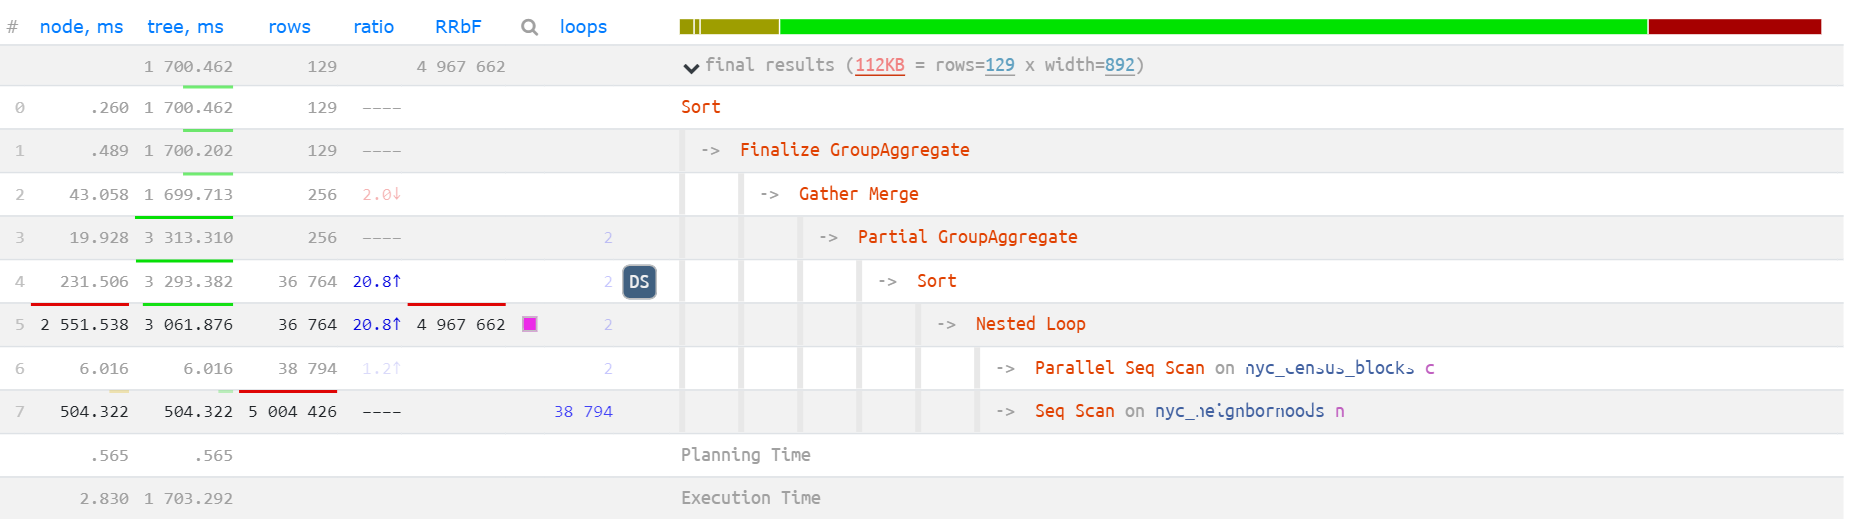 # node, ms tree, ms rows ratio RRbF loops
1 700.462 129 4 967 662 final results (112KB = rows=129 x width=892)
0 .260 1 700.462 129 ---- Sort
1 .489 1 700.202 129 ---- -> Finalize GroupAggregate
2 43.058 1 699.713 256 2.0↓ -> Gather Merge
3 19.928 3 313.310 256 ---- 2 -> Partial GroupAggregate
4 231.506 3 293.382 36 764 20.8↑ 2 DS -> Sort
5 2 551.538 3 061.876 36 764 20.8↑ 4 967 662 2 -> Nested Loop
6 6.016 6.016 38 794 1.2↑ 2 -> Parallel Seq Scan on nyc_census_blocks c
7 504.322 504.322 5 004 426 ---- 38 794 -> Seq Scan on nyc_neighborhoods n
.565 .565 Planning Time
2.830 1 703.292 Execution Time